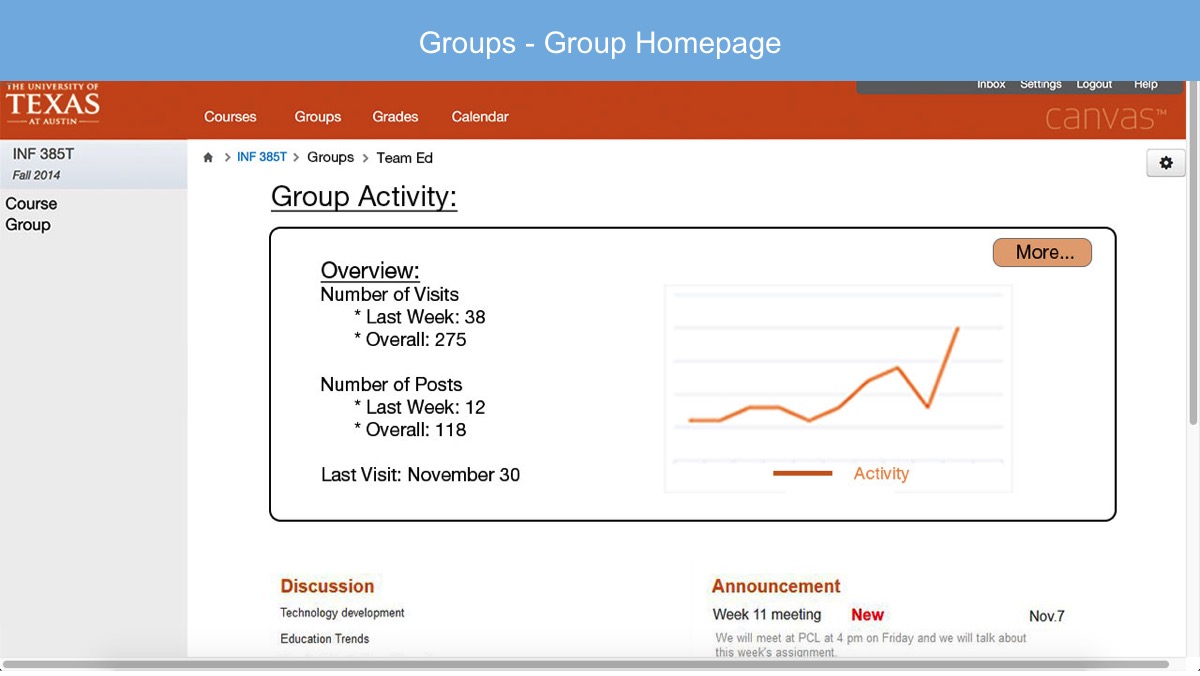 Groups - Group Homepage
THE UNIVERSITY OF
TEXAS
AT AUSTIN
Inbox Settings Logout Help
Courses Groups Grades Calendar
canvas™
INF 385T
Fall 2014
Course
Group
> INF 385T > Groups > Team Ed
Group Activity:
More...
Overview:
Number of Visits
* Last Week: 38
* Overall: 275
Number of Posts
* Last Week: 12
* Overall: 118
Last Visit: November 30
Activity
Discussion
Technology development
Education Trends
Announcement
Week 11 meeting New Nov.7
We will meet at PCL at 4 pm on Friday and we will talk about
this week's assignment.